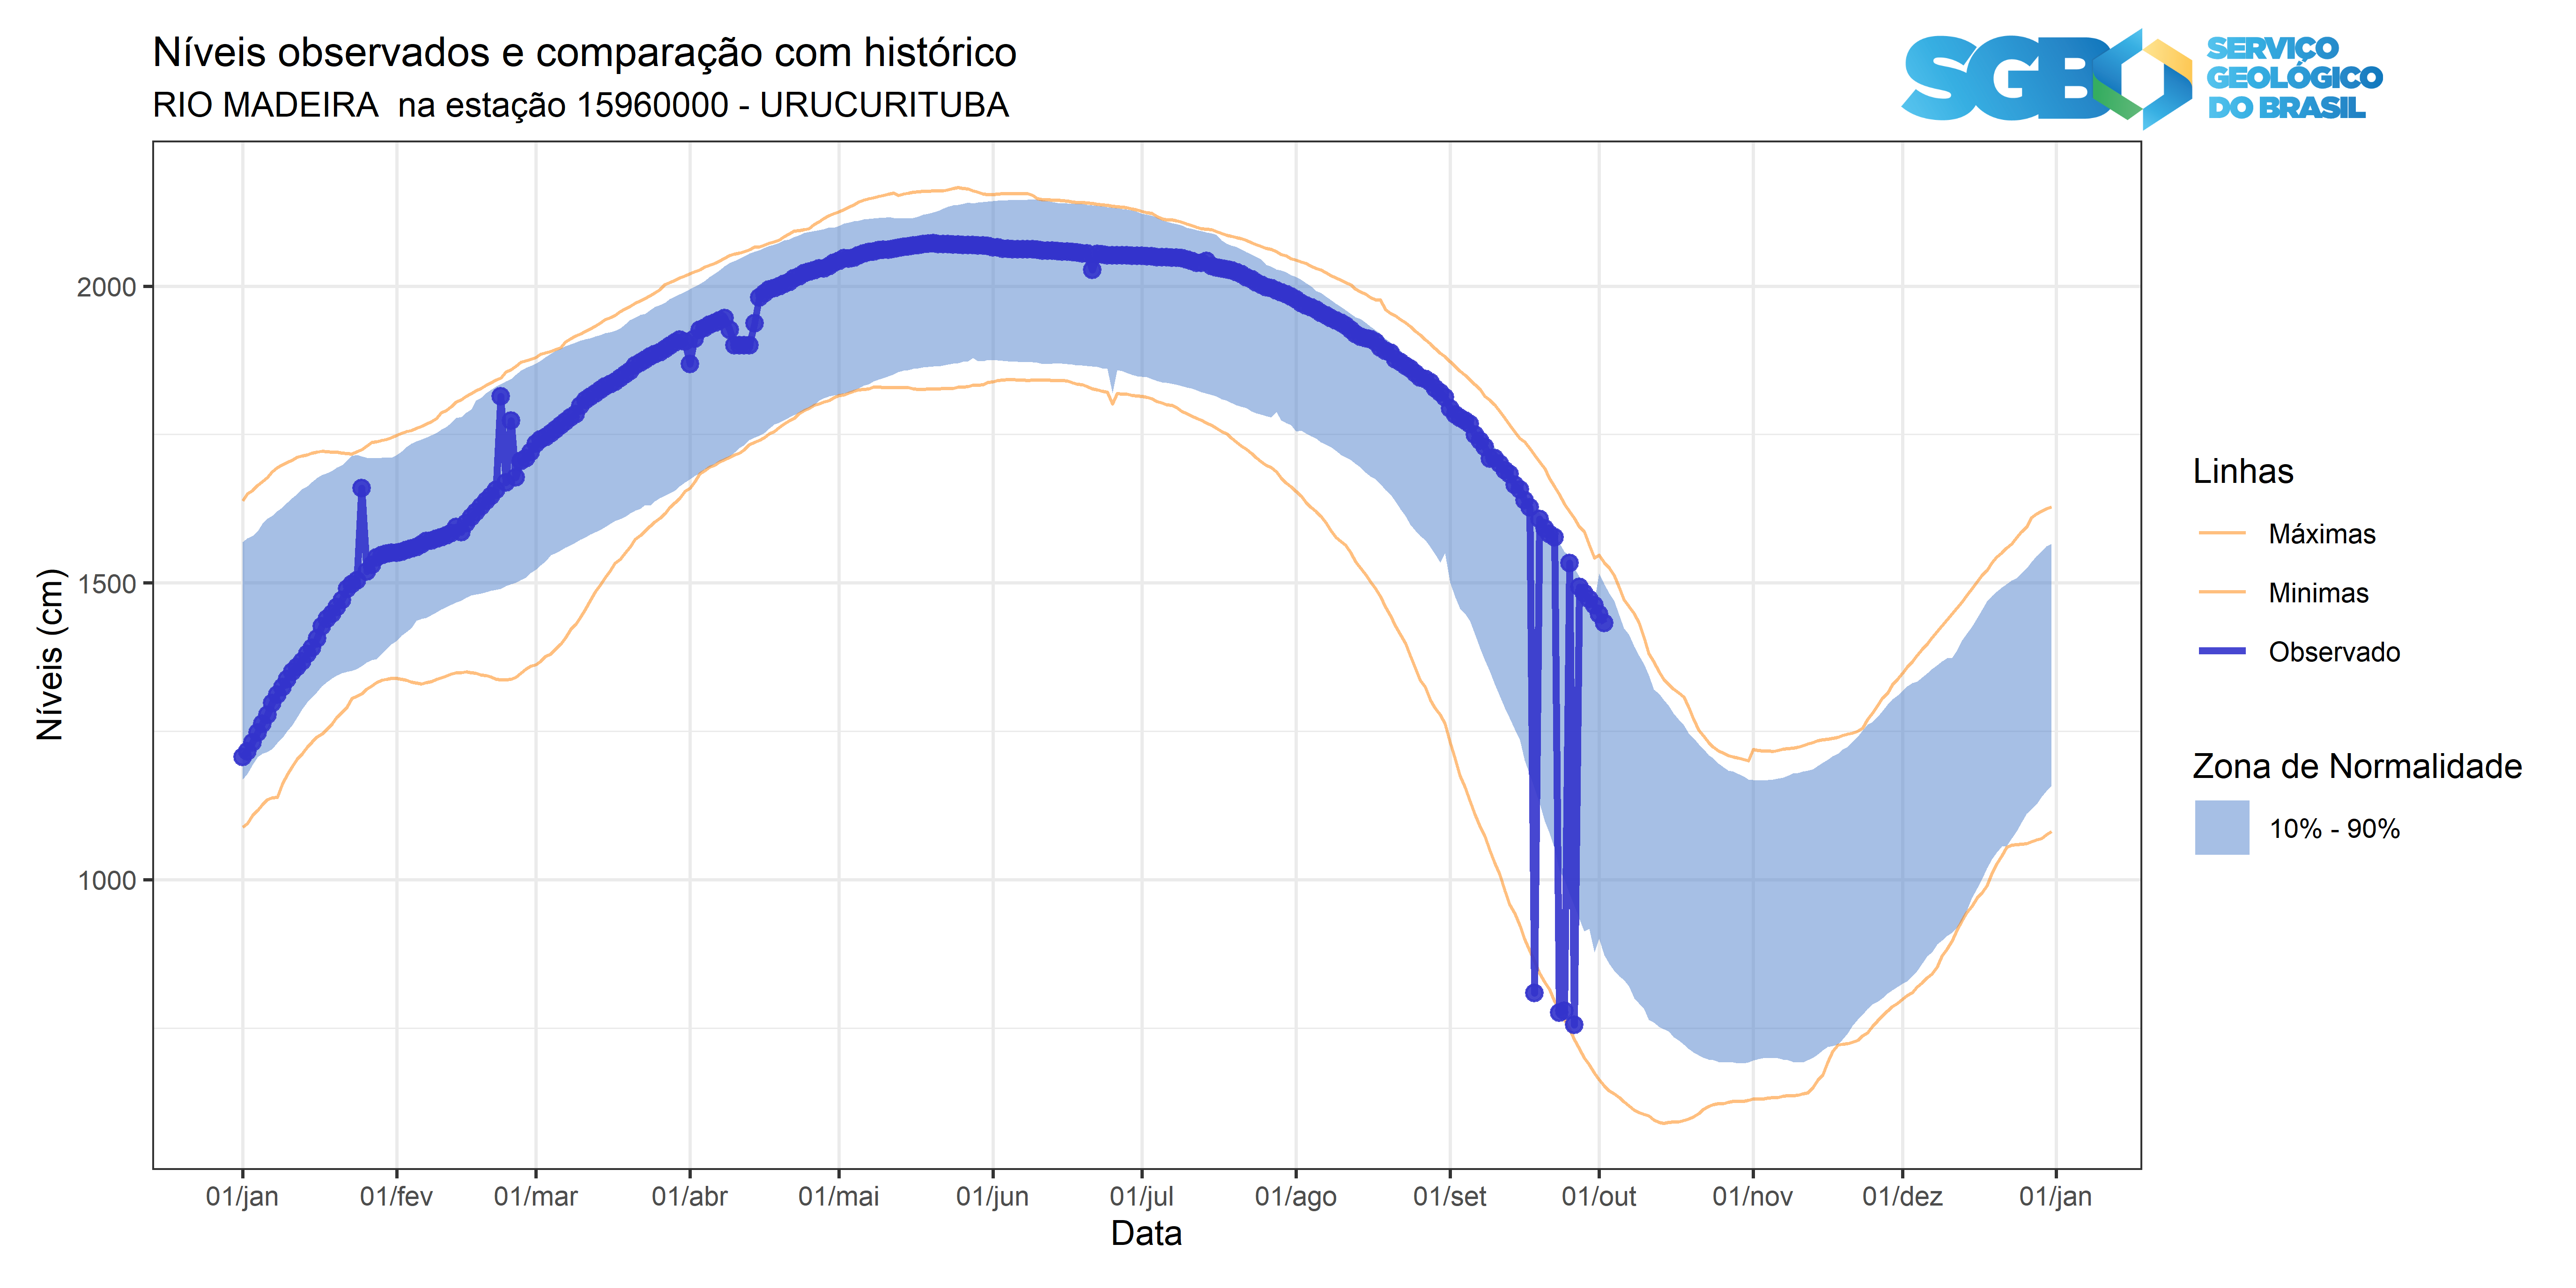 Níveis observados e comparação com histórico
RIO MADEIRA  na estação 15960000 - URUCURITUBA
SGB
SERVIÇO
GEOLÓGICO
DO BRASIL
Níveis (cm)
2000
1500
1000
01/jan
01/fev
01/mar
01/abr
01/mai
01/jun
01/jul
01/ago
01/set
01/out
01/nov
01/dez
01/jan
Data
Linhas
Máximas
Minimas
Observado
Zona de Normalidade
10% - 90%